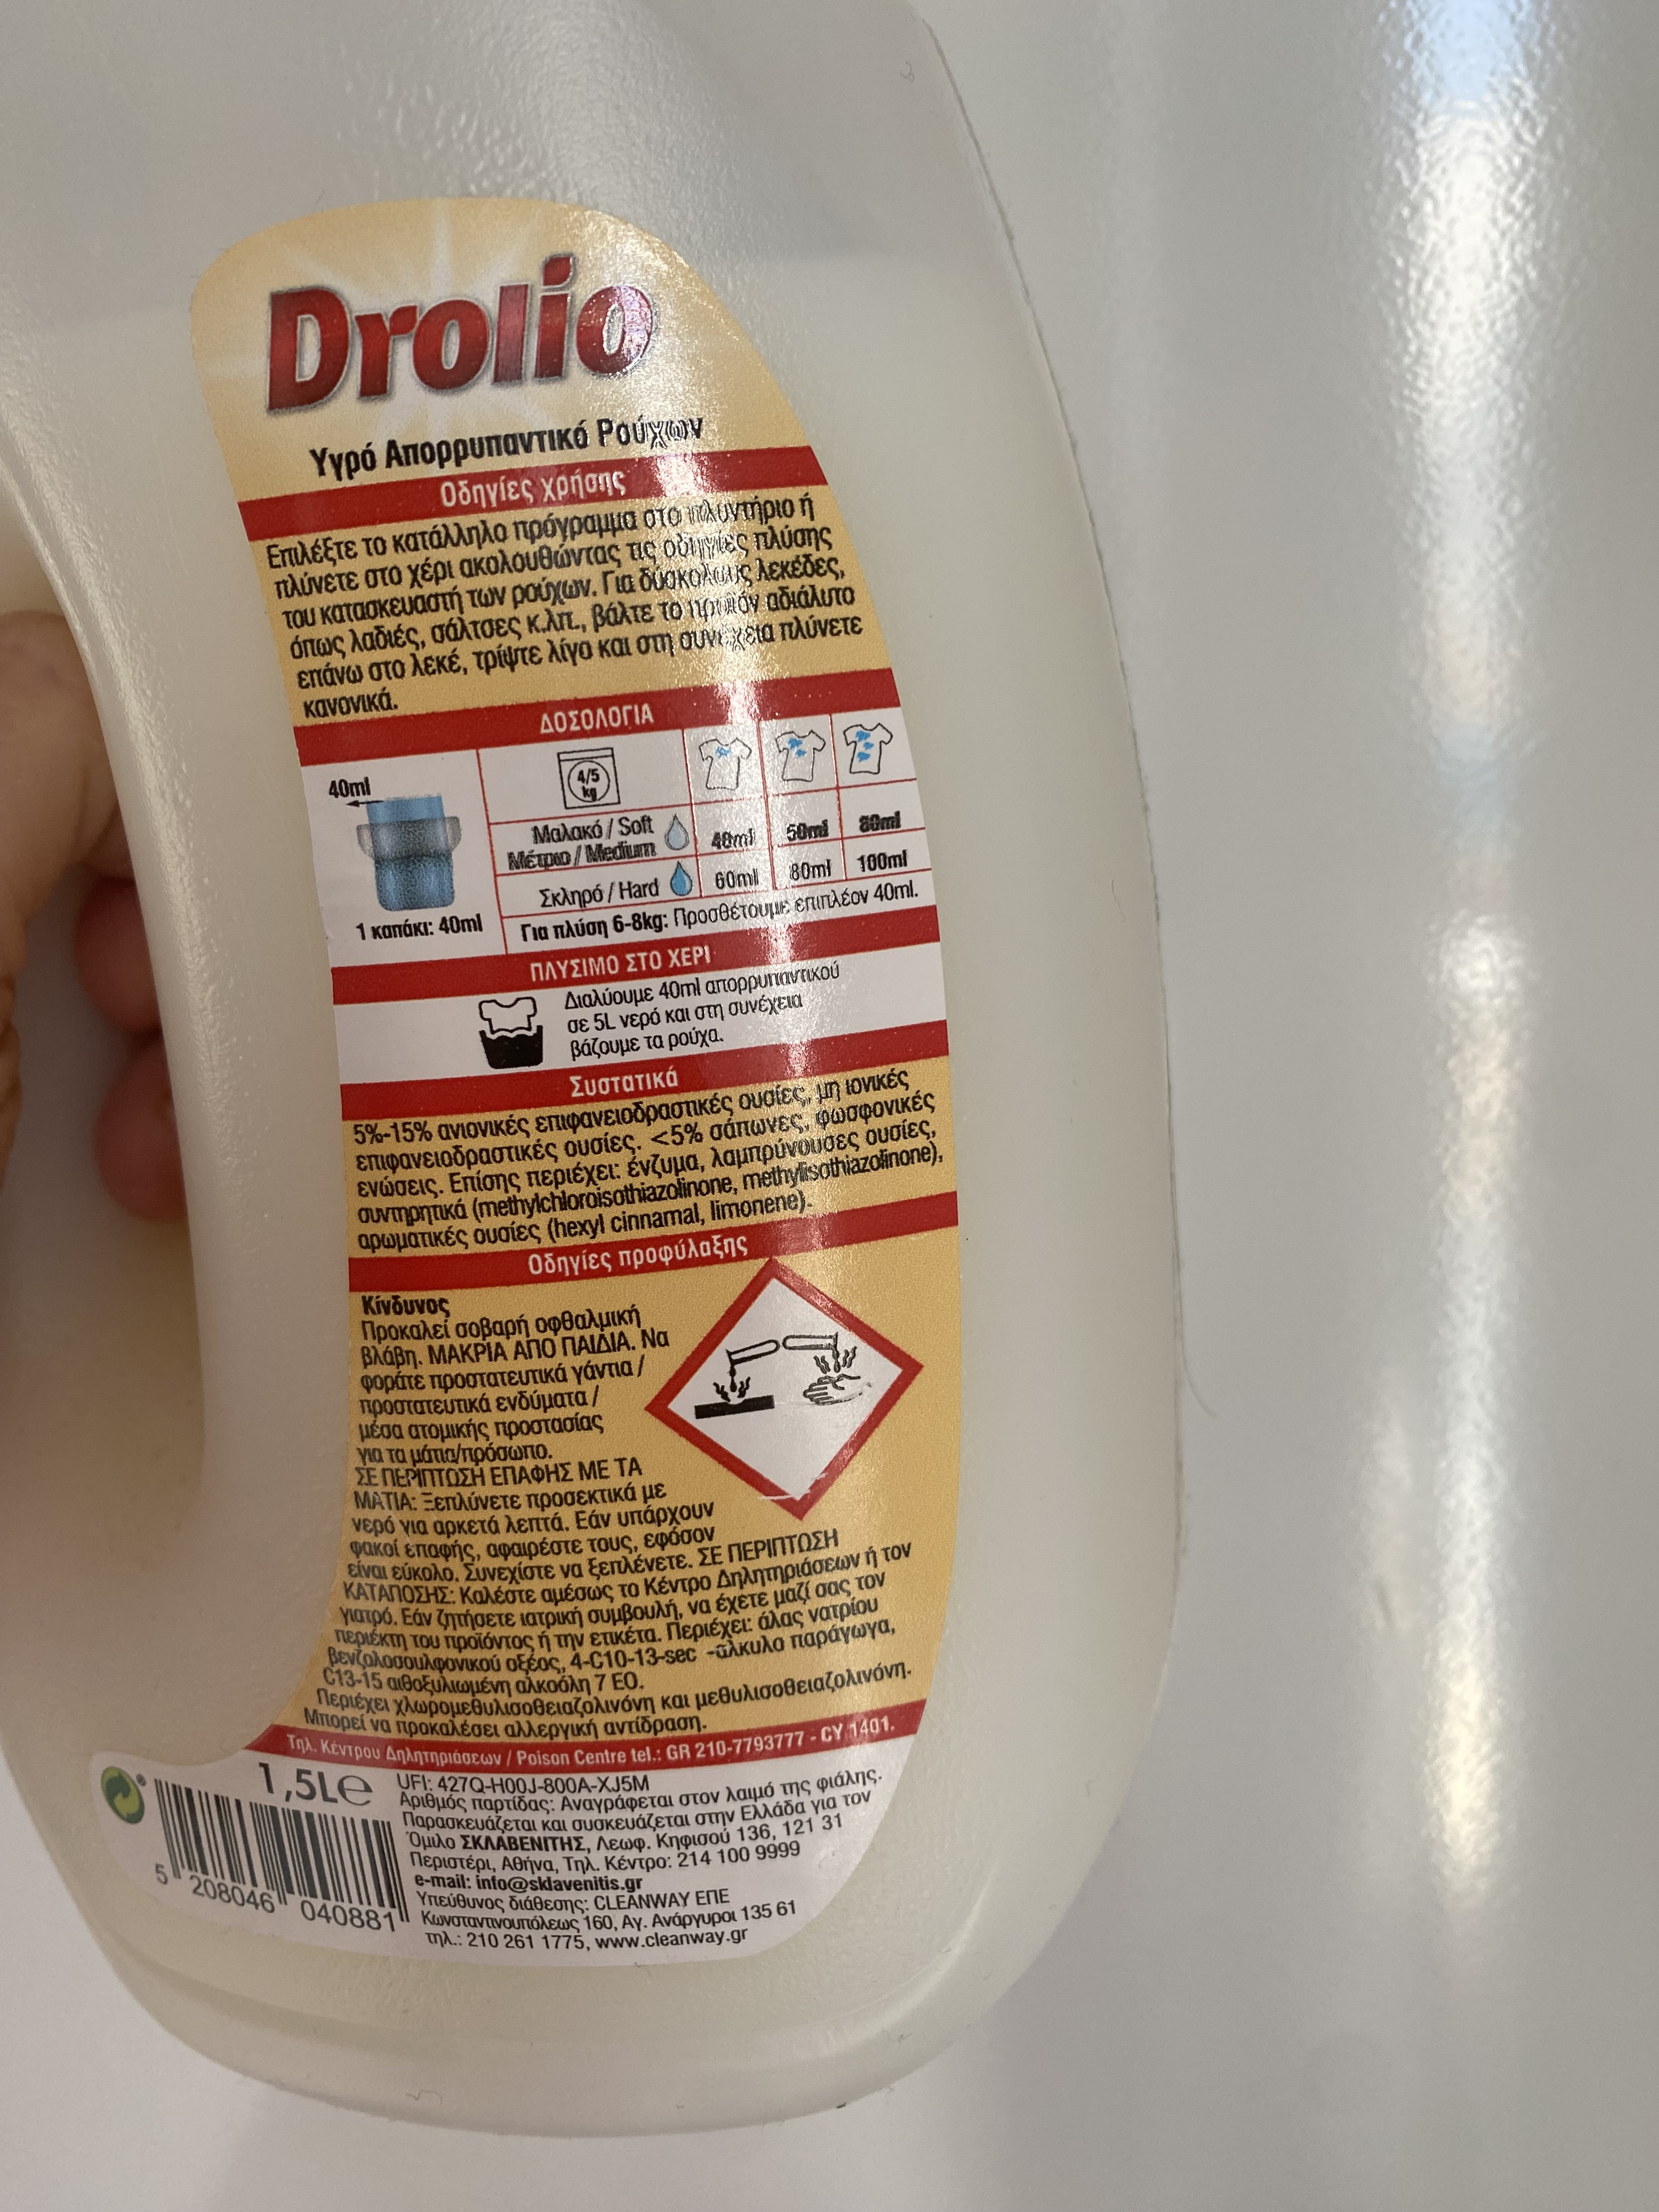 Drolio
Υγρό Απορρυπαντικό Ρούχων
Οδηγίες χρήσης
Επιλέξτε το κατάλληλο πρόγραμμα στο πλυντήριο ή
πλύνετε στο χέρι ακολουθώντας τις οδηγίες πλύσης
του κατασκευαστή των ρούχων. Για δύσκολους λεκέδες,
όπως λαδιές, σάλτσες κ.λπ., βάλτε το προϊόν αδιάλυτο
επάνω στο λεκέ, τρίψτε λίγο και στη συνέχεια πλύνετε
κανονικά.
ΔΟΣΟΛΟΓΙΑ
40ml
1 καπάκι: 40ml
4/5
kg
Μαλακό / Soft
Μέτριο / Medium
40ml 50ml 80ml
Σκληρό / Hard 60ml 80ml 100ml
Για πλύση 6-8kg: Προσθέτουμε επιπλέον 40ml.
ΠΛΥΣΙΜΟ ΣΤΟ ΧΕΡΙ
Διαλύουμε 40ml απορρυπαντικού
σε 5L νερό και στη συνέχεια
βάζουμε τα ρούχα.
Συστατικά
5%-15% ανιονικές επιφανειοδραστικές ουσίες, μη ιονικές
επιφανειοδραστικές ουσίες. <5% σάπωνες, φωσφονικές
ενώσεις. Επίσης περιέχει: ένζυμα, λαμπρύνουσες ουσίες,
συντηρητικά (methylchloroisothiazolinone, methylisothiazolinone),
αρωματικές ουσίες (hexyl cinnamal, limonene).
Οδηγίες προφύλαξης
Κίνδυνος
Προκαλεί σοβαρή οφθαλμική
βλάβη. ΜΑΚΡΙΑ ΑΠΟ ΠΑΙΔΙΑ. Να
φοράτε προστατευτικά γάντια /
προστατευτικά ενδύματα /
μέσα ατομικής προστασίας
για τα μάτια/πρόσωπο.
ΣΕ ΠΕΡΙΠΤΩΣΗ ΕΠΑΦΗΣ ΜΕ ΤΑ
ΜΑΤΙΑ: Ξεπλύνετε προσεκτικά με
νερό για αρκετά λεπτά. Εάν υπάρχουν
φακοί επαφής, αφαιρέστε τους, εφόσον
είναι εύκολο. Συνεχίστε να ξεπλένετε. ΣΕ ΠΕΡΙΠΤΩΣΗ
ΚΑΤΑΠΟΣΗΣ: Καλέστε αμέσως το Κέντρο Δηλητηριάσεων ή τον
γιατρό. Εάν ζητήσετε ιατρική συμβουλή, να έχετε μαζί σας τον
περιέκτη του προϊόντος ή την ετικέτα. Περιέχει: άλας νατρίου
βενζολοσουλφονικού οξέος, 4-C10-13-sec -άλκυλο παράγωγα,
C13-15 αιθοξυλιωμένη αλκοόλη 7 EO.
Περιέχει χλωρομεθυλισοθειαζολινόνη και μεθυλισοθειαζολινόνη.
Μπορεί να προκαλέσει αλλεργική αντίδραση.
Τηλ. Κέντρου Δηλητηριάσεων / Poison Centre tel.: GR 210-7793777 - CY 1401.
1,5L℮
UFI: 427Q-H00J-800A-XJ5M
Αριθμός παρτίδας: Αναγράφεται στον λαιμό της φιάλης.
Παρασκευάζεται και συσκευάζεται στην Ελλάδα για τον
Όμιλο ΣΚΛΑΒΕΝΙΤΗΣ, Λεωφ. Κηφισού 136, 121 31
Περιστέρι, Αθήνα, Τηλ. Κέντρο: 214 100 9999
e-mail: info@sklavenitis.gr
Υπεύθυνος διάθεσης: CLEANWAY ΕΠΕ
Κωνσταντινουπόλεως 160, Αγ. Ανάργυροι 135 61
τηλ.: 210 261 1775, www.cleanway.gr
5 208046 040881